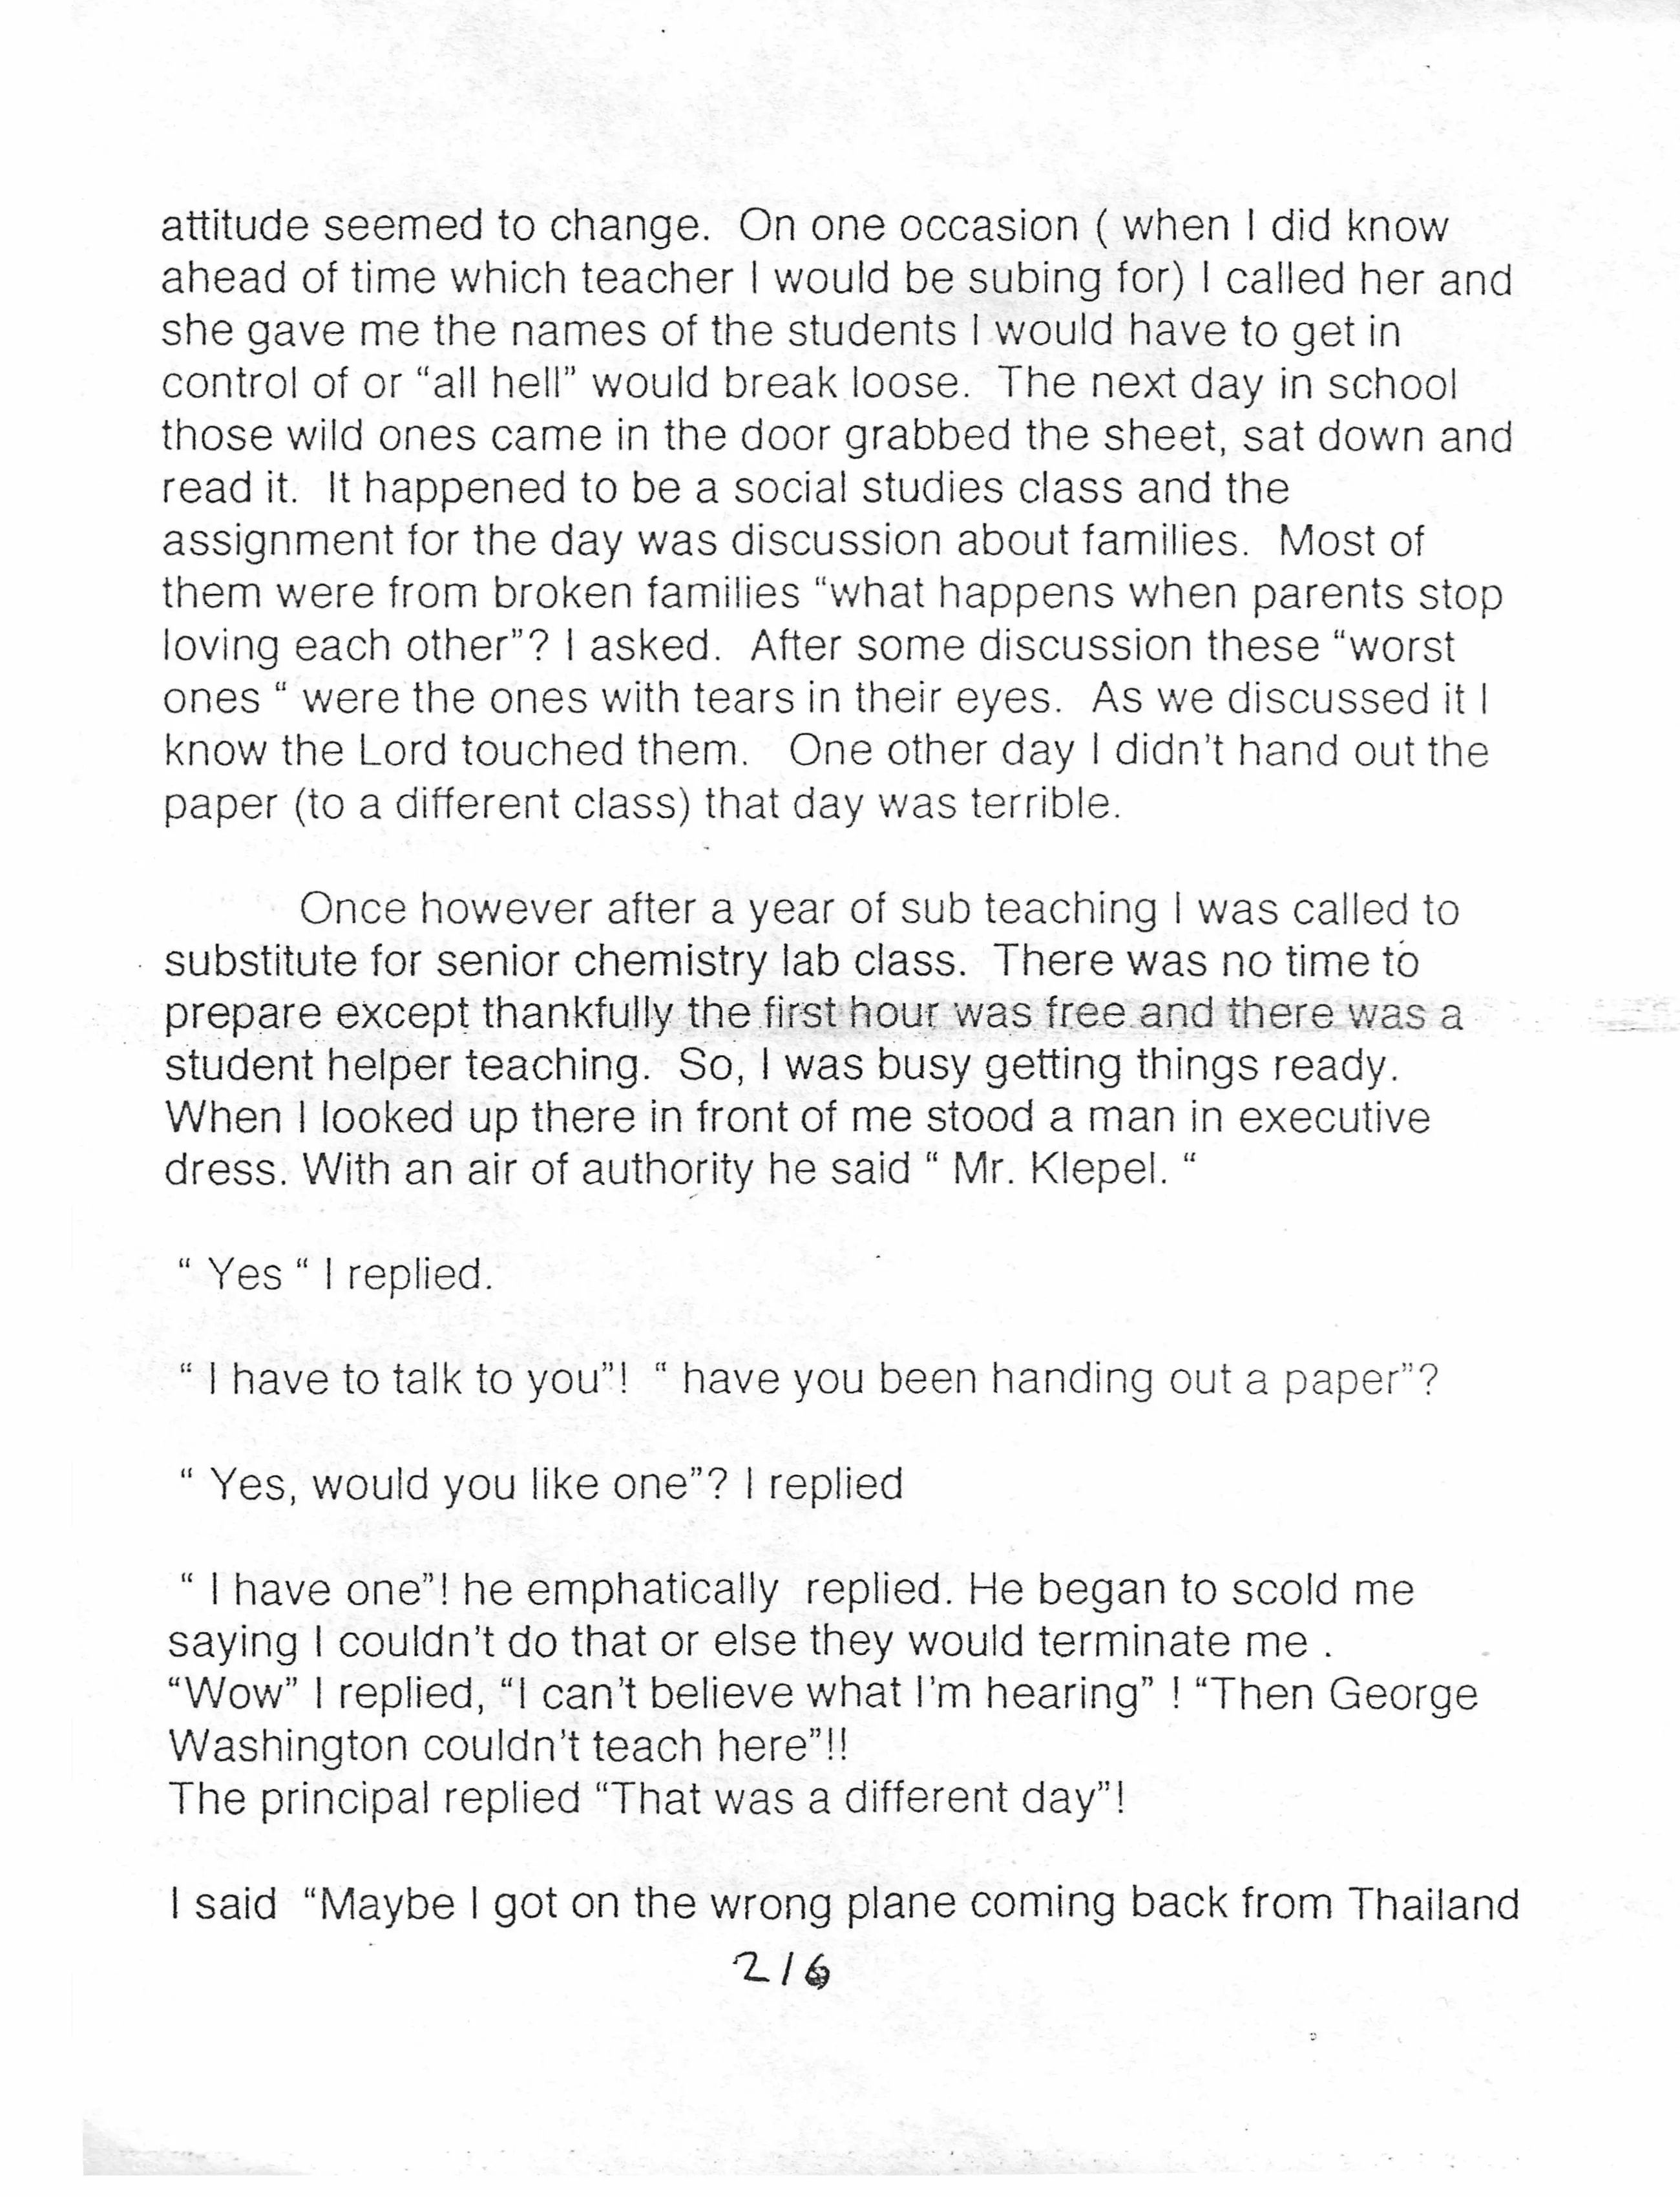 attitude seemed to change.  On one occasion ( when I did know
ahead of time which teacher I would be subing for) I called her and
she gave me the names of the students I would have to get in
control of or “all hell” would break loose.  The next day in school
those wild ones came in the door grabbed the sheet, sat down and
read it.  It happened to be a social studies class and the
assignment for the day was discussion about families.  Most of
them were from broken families “what happens when parents stop
loving each other”? I asked.  After some discussion these “worst
ones “ were the ones with tears in their eyes.  As we discussed it I
know the Lord touched them.   One other day I didn't hand out the
paper (to a different class) that day was terrible.
Once however after a year of sub teaching I was called to
substitute for senior chemistry lab class.  There was no time to
prepare except thankfully the first hour was free and there was a
student helper teaching.  So, I was busy getting things ready.
When I looked up there in front of me stood a man in executive
dress. With an air of authority he said “ Mr. Klepel. “
“ Yes “ I replied.
“ I have to talk to you”!  “ have you been handing out a paper”?
“ Yes, would you like one”? I replied
“ I have one”! he emphatically  replied. He began to scold me
saying I couldn't do that or else they would terminate me .
“Wow” I replied, “I can't believe what I'm hearing” ! “Then George
Washington couldn't teach here”!!
The principal replied “That was a different day”!
I said  “Maybe I got on the wrong plane coming back from Thailand
216